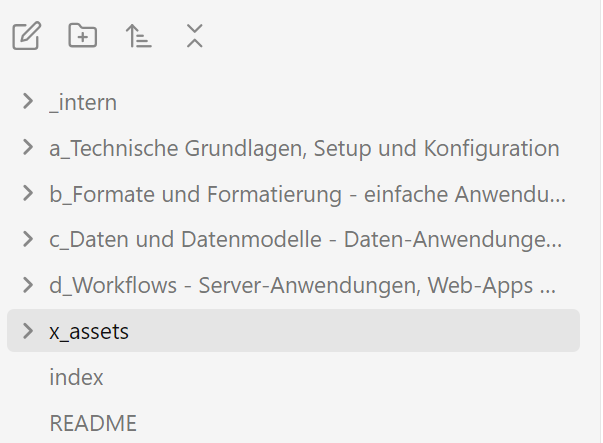 _intern
a_Technische Grundlagen, Setup und Konfiguration
b_Formate und Formatierung - einfache Anwendu...
c_Daten und Datenmodelle - Daten-Anwendunge...
d_Workflows - Server-Anwendungen, Web-Apps ...
x_assets
index
README